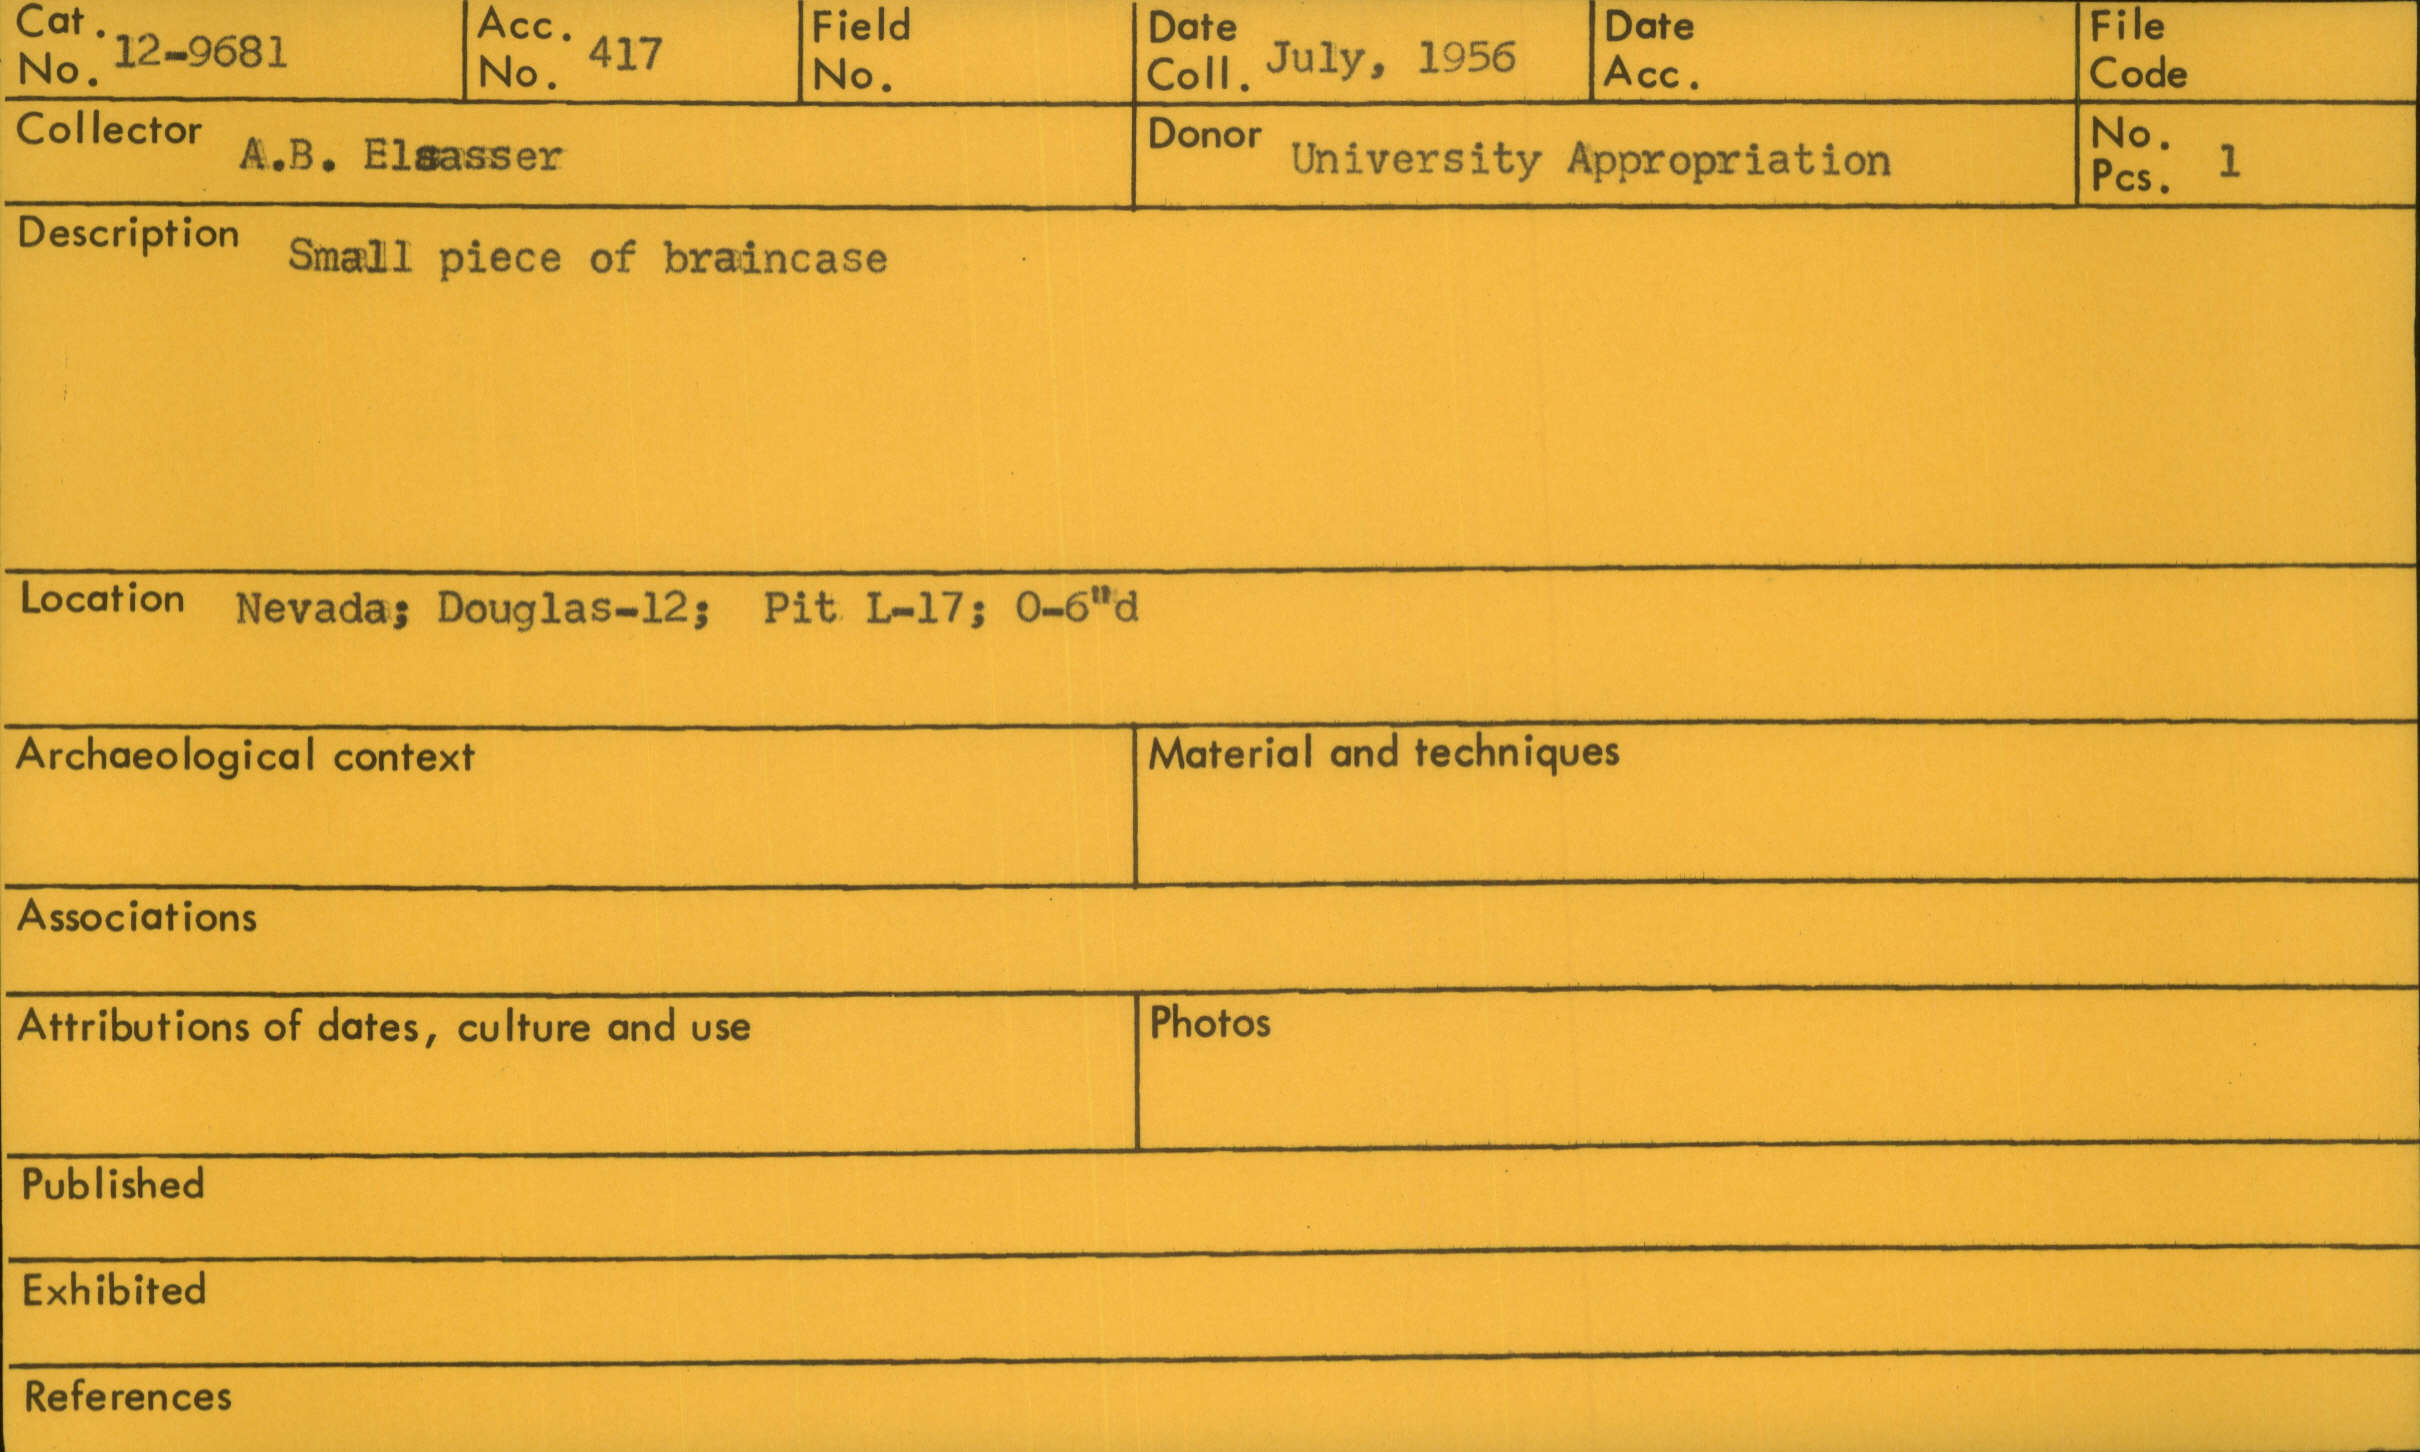 Cat. No. 12-9681 Acc. No. 417 Field No. Date Coll. July, 1956 Date Acc. File Code
Collector A.B. Elsasser Donor University Appropriation No. Pcs. 1
Description Small piece of braincase
Location Nevada; Douglas-12; Pit L-17; 0-6"d
Archaeological context Material and techniques
Associations
Attributions of dates, culture and use Photos
Published
Exhibited
References